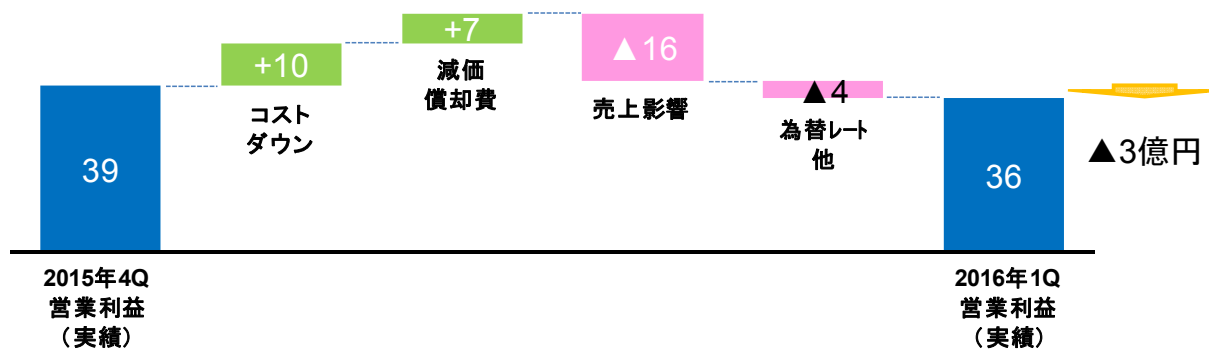 39
2015年4Q
営業利益
（実績）
+10
コスト
ダウン
+7
減価
償却費
▲16
売上影響
▲4
為替ﾚｰﾄ
他
36
2016年1Q
営業利益
（実績）
▲3億円